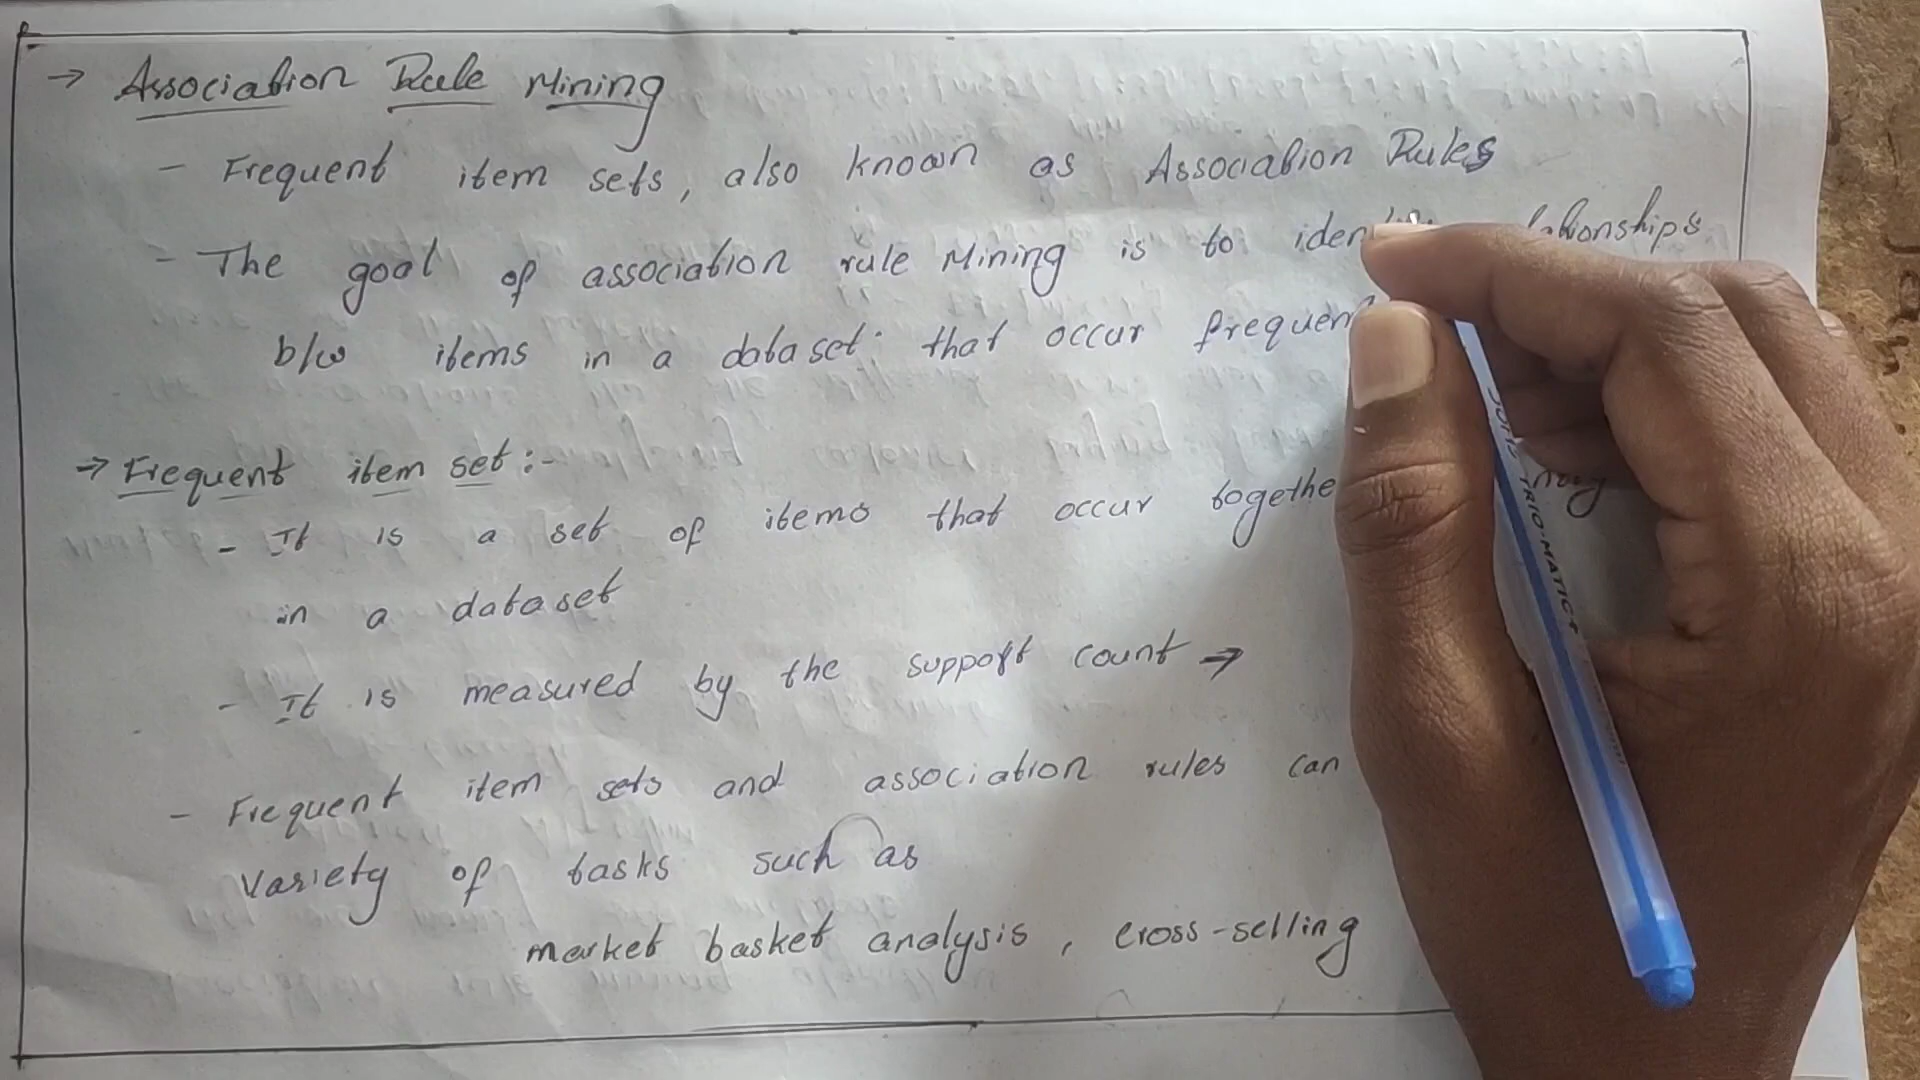 → Association Rule Mining
- Frequent item sets, also known as Association Rules
- The goal of association rule Mining is to
b/w items in a dataset that occur
→ Frequent item set :-
- It is a set of items that occur
in a dataset
- It is measured by the support count →
- Frequent item sets and association rules can
variety of tasks such as
market basket analysis, cross-selling
TRIO-MATIC